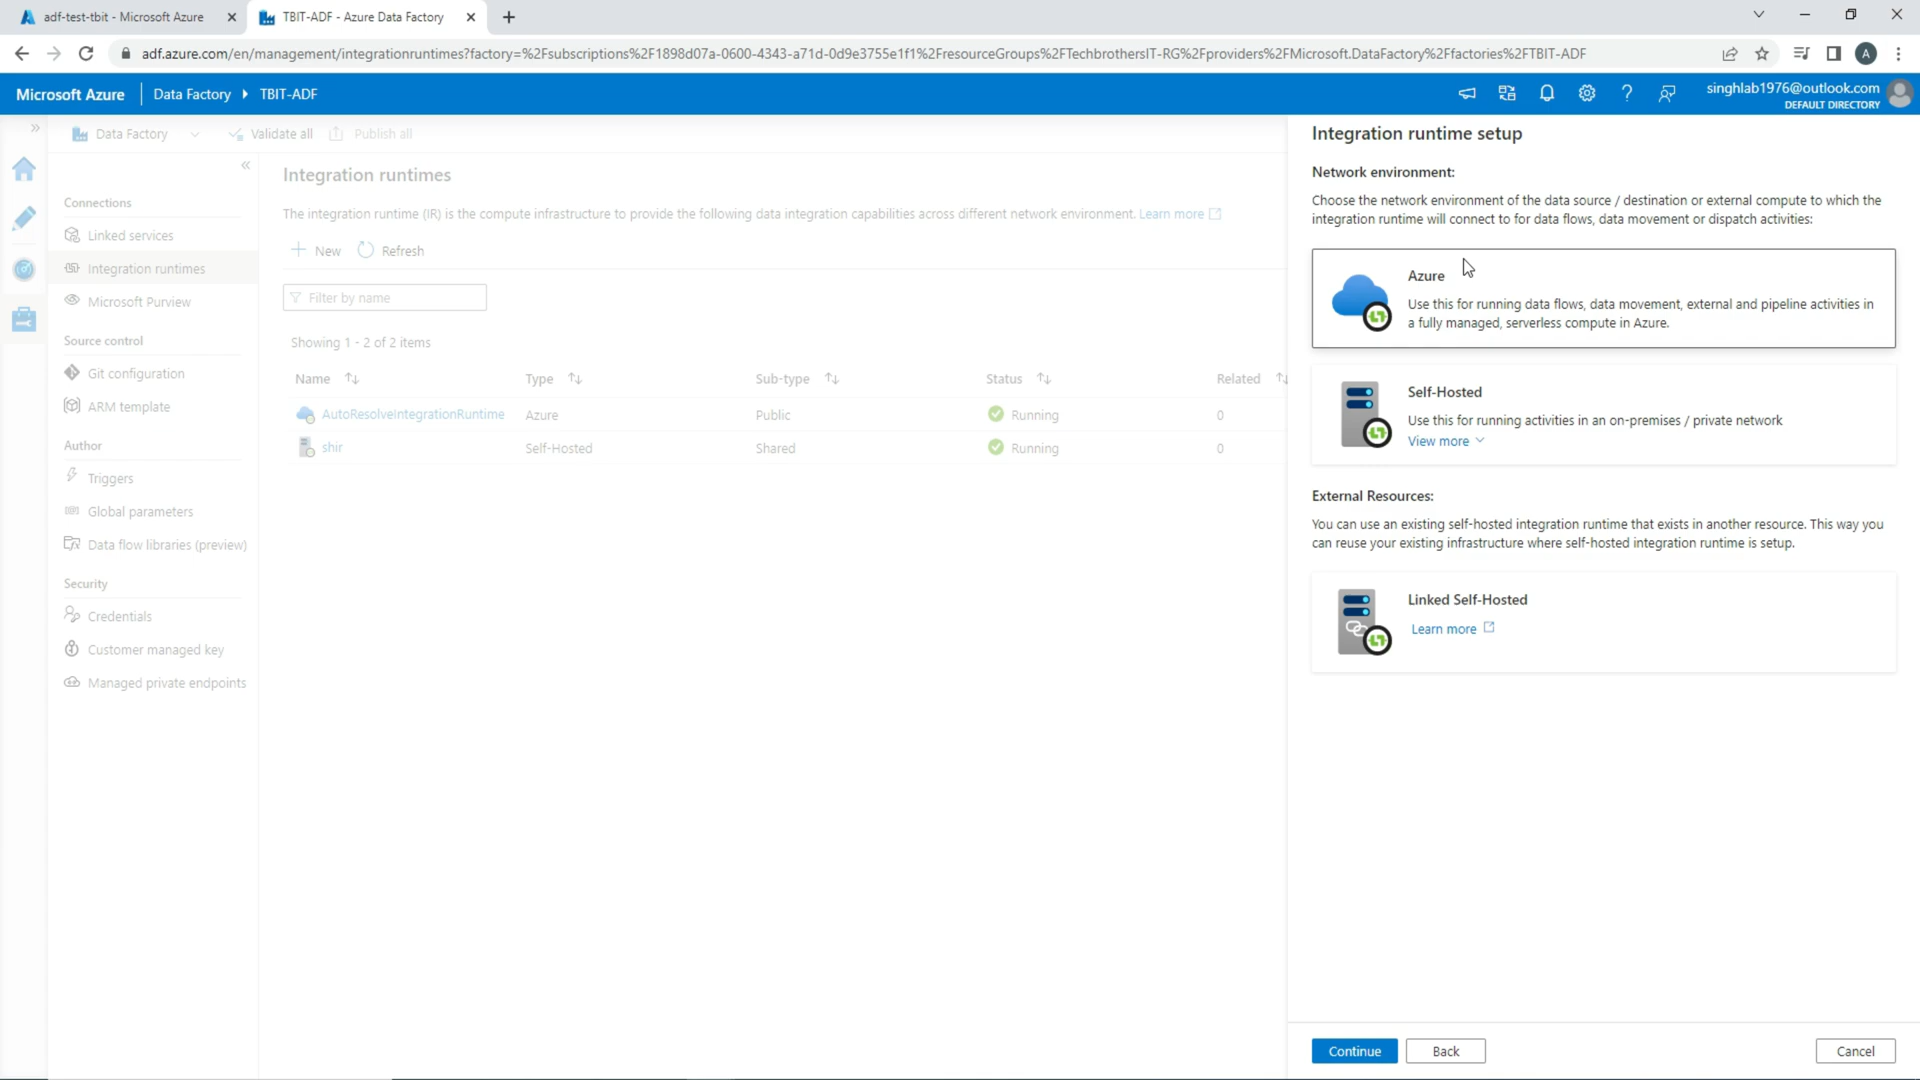 adf-test-tbit - Microsoft Azure
TBIT-ADF - Azure Data Factory
adf.azure.com/en/management/integrationruntimes?factory=%2Fsubscriptions%2F1898d07a-0600-4343-a71d-0d9e3755e1f1%2FresourceGroups%2FTechbrothersIT-RG%2Fproviders%2FMicrosoft.DataFactory%2Ffactories%2FTBIT-ADF
A
Microsoft Azure
Data Factory
TBIT-ADF
singhlab1976@outlook.com
DEFAULT DIRECTORY
Data Factory
Validate all
Publish all
Connections
Linked services
Integration runtimes
Microsoft Purview
Source control
Git configuration
ARM template
Author
Triggers
Global parameters
Data flow libraries (preview)
Security
Credentials
Customer managed key
Managed private endpoints
Integration runtimes
The integration runtime (IR) is the compute infrastructure to provide the following data integration capabilities across different network environment. Learn more
New
Refresh
Filter by name
Showing 1 - 2 of 2 items
Name Type Sub-type Status Related
AutoResolveIntegrationRuntime Azure Public Running 0
shir Self-Hosted Shared Running 0
Integration runtime setup
Network environment:
Choose the network environment of the data source / destination or external compute to which the
integration runtime will connect to for data flows, data movement or dispatch activities:
Azure
Use this for running data flows, data movement, external and pipeline activities in
a fully managed, serverless compute in Azure.
Self-Hosted
Use this for running activities in an on-premises / private network
View more
External Resources:
You can use an existing self-hosted integration runtime that exists in another resource. This way you
can reuse your existing infrastructure where self-hosted integration runtime is setup.
Linked Self-Hosted
Learn more
Continue
Back
Cancel